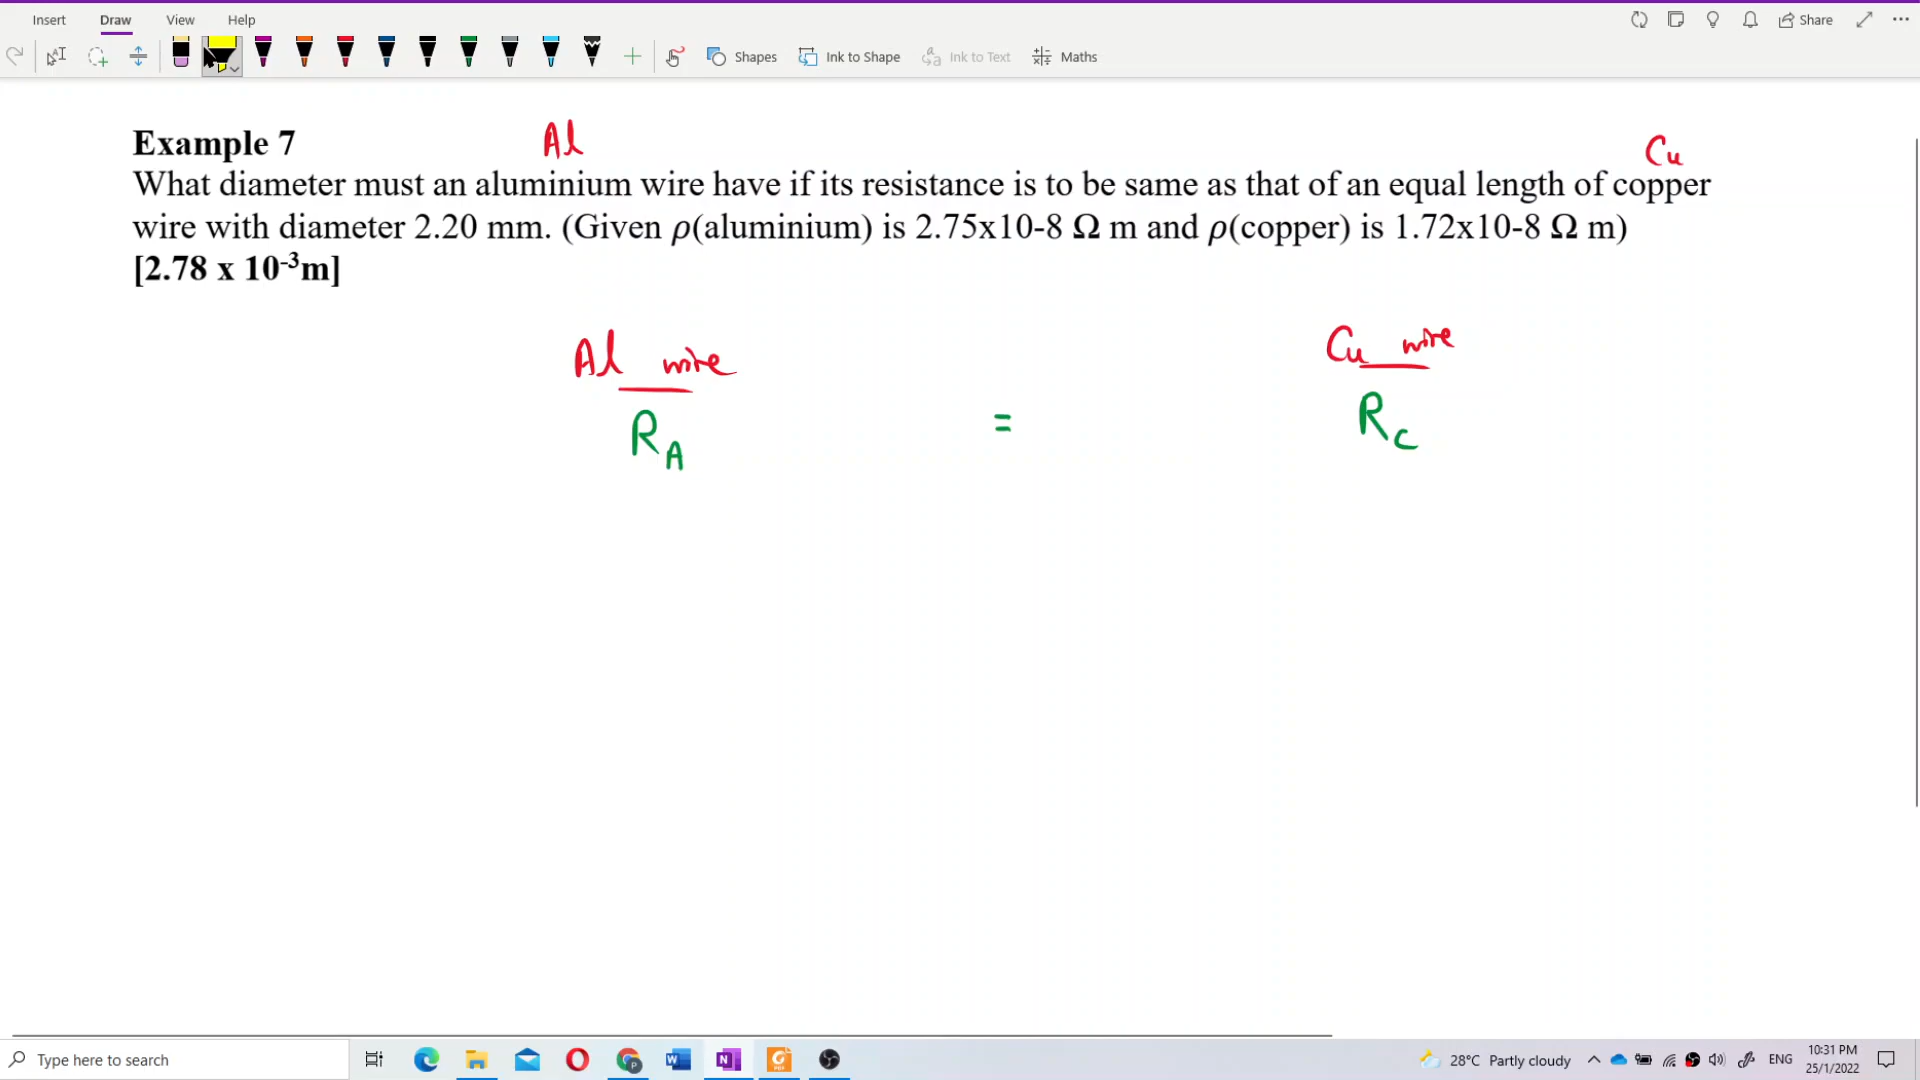 Insert Draw View Help
Share
Shapes Ink to Shape Ink to Text Maths
Example 7
Al
Cu
What diameter must an aluminium wire have if its resistance is to be same as that of an equal length of copper
wire with diameter 2.20 mm. (Given ρ(aluminium) is 2.75x10-8 Ω m and ρ(copper) is 1.72x10-8 Ω m)
[2.78 x 10⁻³m]
Al wire Cu wire
R_A = R_C
Type here to search
28°C Partly cloudy ENG 10:31 PM
25/1/2022